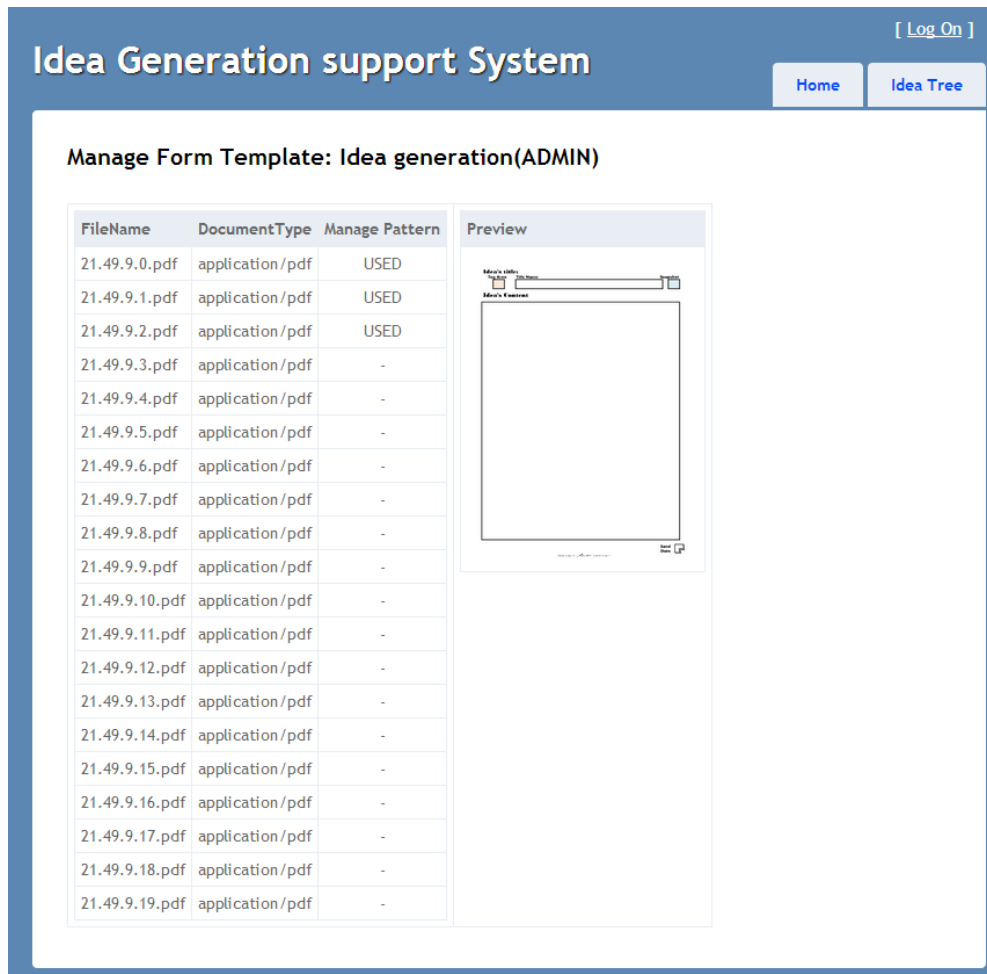 [ Log On ]
Idea Generation support System
Home Idea Tree
Manage Form Template: Idea generation(ADMIN)
FileName DocumentType Manage Pattern Preview
21.49.9.0.pdf application/pdf USED
21.49.9.1.pdf application/pdf USED
21.49.9.2.pdf application/pdf USED
21.49.9.3.pdf application/pdf -
21.49.9.4.pdf application/pdf -
21.49.9.5.pdf application/pdf -
21.49.9.6.pdf application/pdf -
21.49.9.7.pdf application/pdf -
21.49.9.8.pdf application/pdf -
21.49.9.9.pdf application/pdf -
21.49.9.10.pdf application/pdf -
21.49.9.11.pdf application/pdf -
21.49.9.12.pdf application/pdf -
21.49.9.13.pdf application/pdf -
21.49.9.14.pdf application/pdf -
21.49.9.15.pdf application/pdf -
21.49.9.16.pdf application/pdf -
21.49.9.17.pdf application/pdf -
21.49.9.18.pdf application/pdf -
21.49.9.19.pdf application/pdf -
Idea's title:
Title Name
Idea's Content
Send